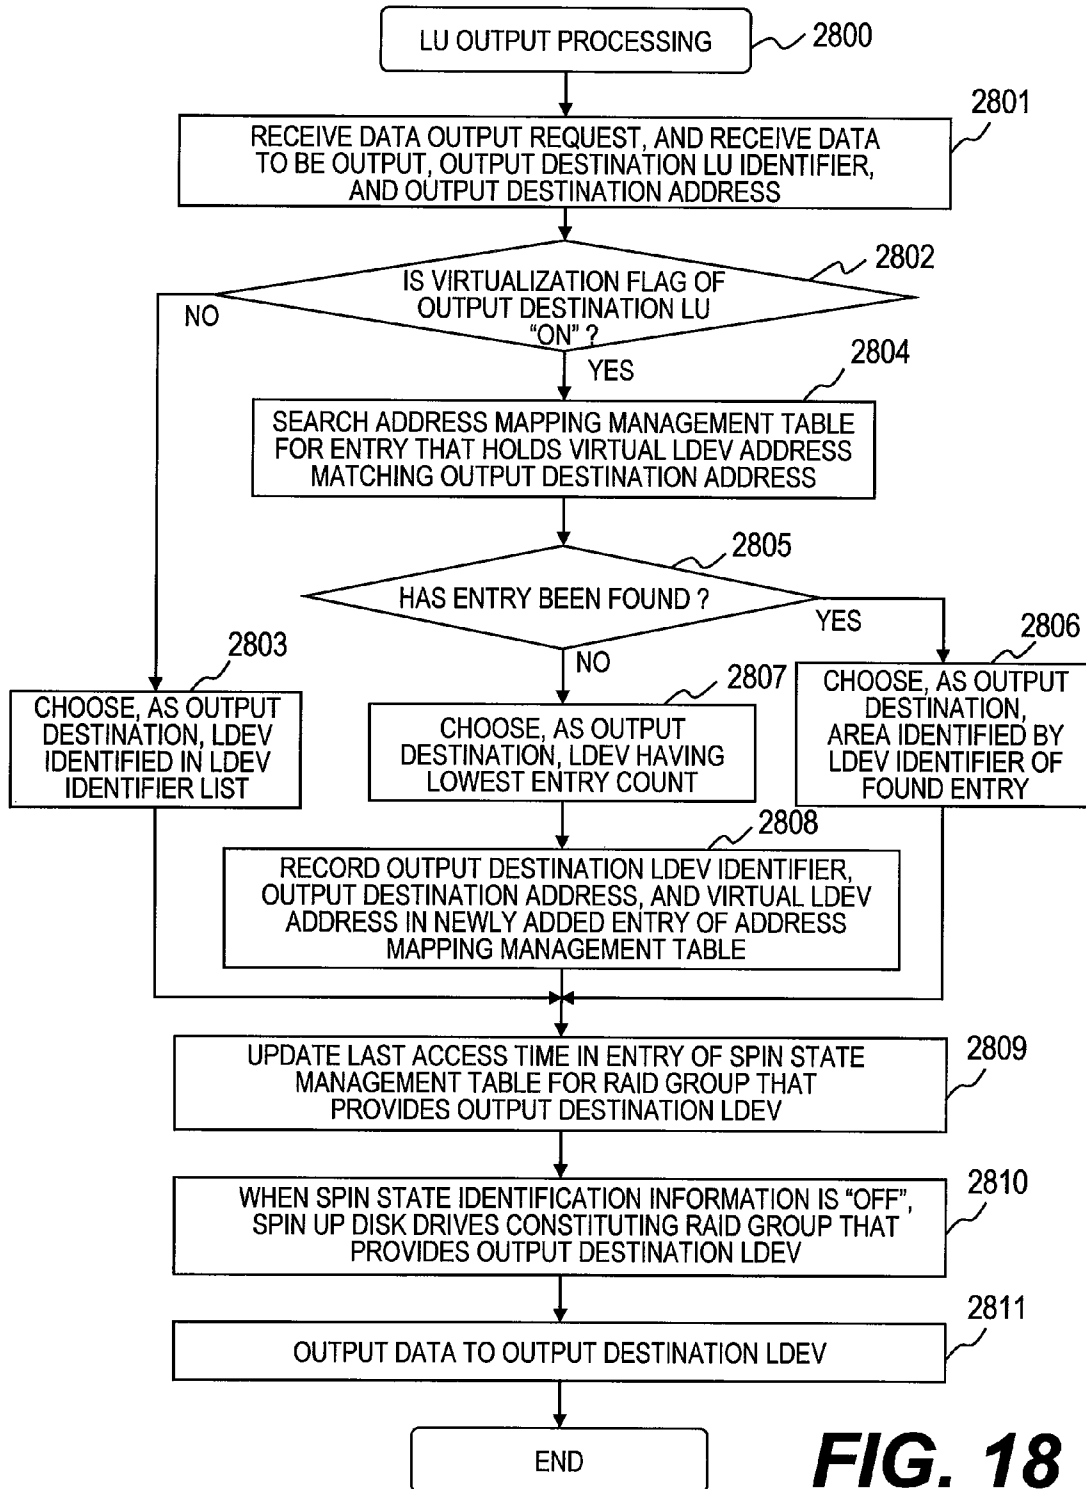 LU OUTPUT PROCESSING
2800
2801
RECEIVE DATA OUTPUT REQUEST, AND RECEIVE DATA
TO BE OUTPUT, OUTPUT DESTINATION LU IDENTIFIER,
AND OUTPUT DESTINATION ADDRESS
2802
IS VIRTUALIZATION FLAG OF
OUTPUT DESTINATION LU
“ON” ?
NO
YES
2804
SEARCH ADDRESS MAPPING MANAGEMENT TABLE
FOR ENTRY THAT HOLDS VIRTUAL LDEV ADDRESS
MATCHING OUTPUT DESTINATION ADDRESS
2805
HAS ENTRY BEEN FOUND ?
YES
NO
2803
CHOOSE, AS OUTPUT
DESTINATION, LDEV
IDENTIFIED IN LDEV
IDENTIFIER LIST
2807
CHOOSE, AS OUTPUT
DESTINATION, LDEV HAVING
LOWEST ENTRY COUNT
2806
CHOOSE, AS OUTPUT
DESTINATION,
AREA IDENTIFIED BY
LDEV IDENTIFIER OF
FOUND ENTRY
2808
RECORD OUTPUT DESTINATION LDEV IDENTIFIER,
OUTPUT DESTINATION ADDRESS, AND VIRTUAL LDEV
ADDRESS IN NEWLY ADDED ENTRY OF ADDRESS
MAPPING MANAGEMENT TABLE
UPDATE LAST ACCESS TIME IN ENTRY OF SPIN STATE
MANAGEMENT TABLE FOR RAID GROUP THAT
PROVIDES OUTPUT DESTINATION LDEV
2809
WHEN SPIN STATE IDENTIFICATION INFORMATION IS “OFF”,
SPIN UP DISK DRIVES CONSTITUTING RAID GROUP THAT
PROVIDES OUTPUT DESTINATION LDEV
2810
2811
OUTPUT DATA TO OUTPUT DESTINATION LDEV
END
FIG. 18